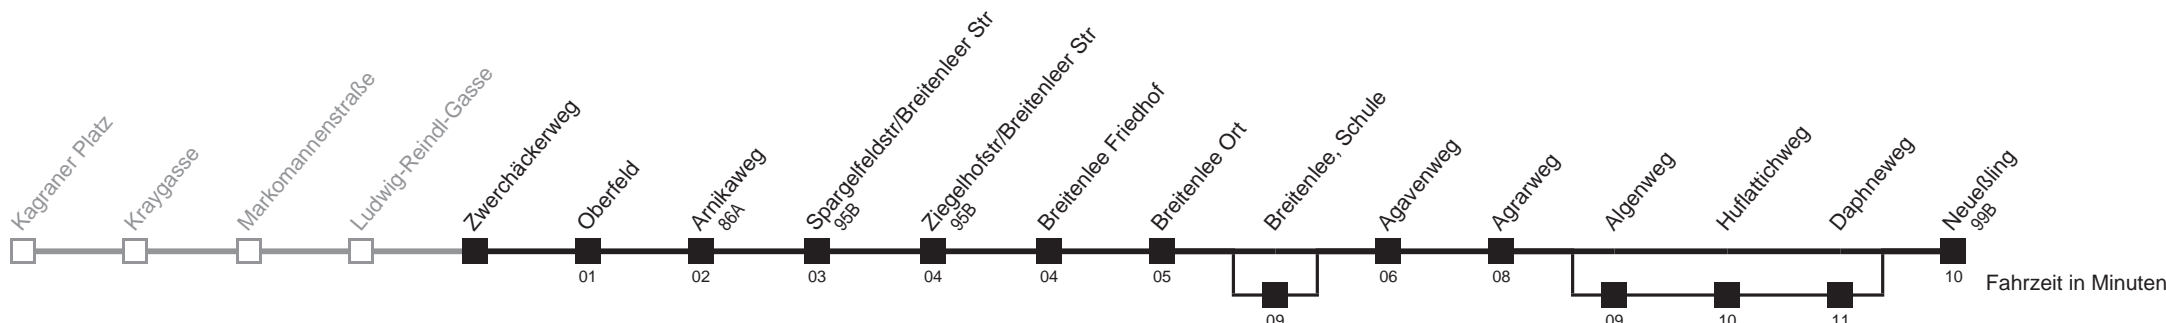 Kagraner Platz
Kraygasse
Markomannenstraße
Ludwig-Reindl-Gasse
Zwerchäckerweg
Oberfeld
Arnikaweg
86A
Spargelfeldstr/Breitenleer Str
95B
Ziegelhofstr/Breitenleer Str
95B
Breitenlee Friedhof
Breitenlee Ort
Breitenlee, Schule
Agavenweg
Agrarweg
Algenweg
Huflattichweg
Daphneweg
Neueßling
99B
01
02
03
04
04
05
06
08
10
Fahrzeit in Minuten
09
09
10
11